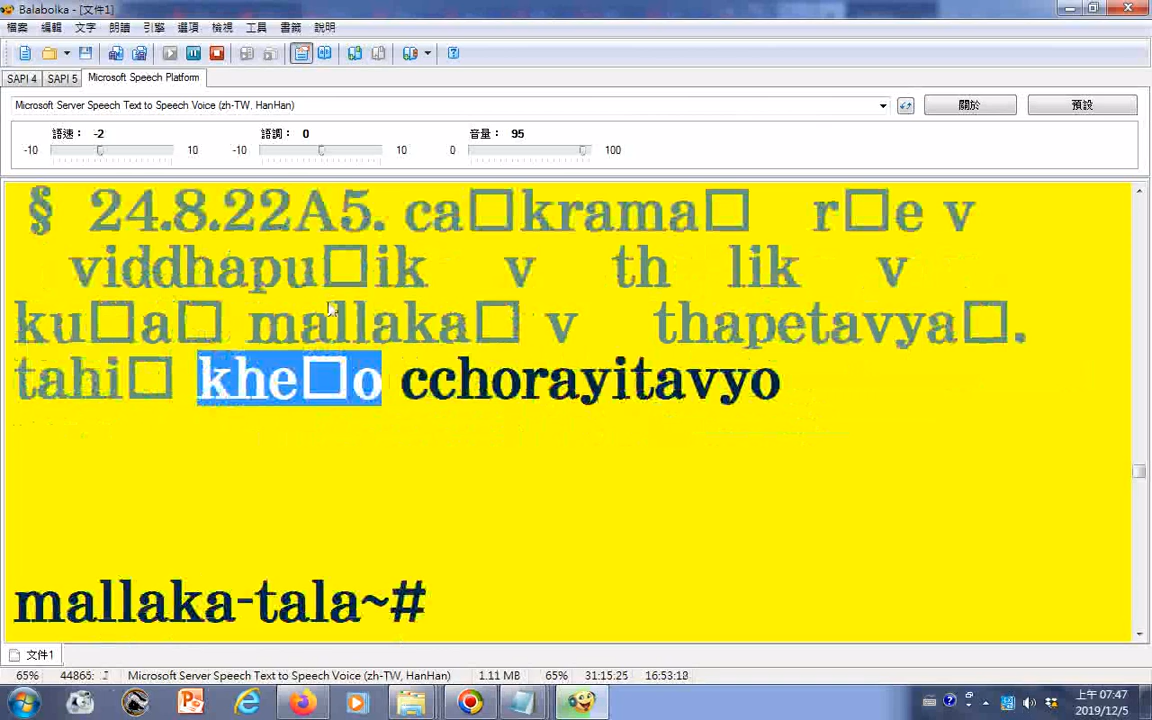 Balabolka - [文件1]
檔案 編輯 文字 朗讀 引擎 選項 檢視 工具 書籤 說明
SAPI 4 SAPI 5 Microsoft Speech Platform
Microsoft Server Speech Text to Speech Voice (zh-TW, HanHan) 關於 預設
語速： -2 語調： 0 音量： 95
-10 10 -10 10 0 100
§ 24.8.22A5. ca□krama□ r□e v
viddhapu□ik v th lik v
ku□a□ mallaka□ v thapetavya□.
tahi□ khe□o cchorayitavyo
mallaka-tala~#
文件1
65% 44865: Microsoft Server Speech Text to Speech Voice (zh-TW, HanHan) 1.11 MB 65% 31:15:25 16:53:18
上午 07:47
2019/12/5